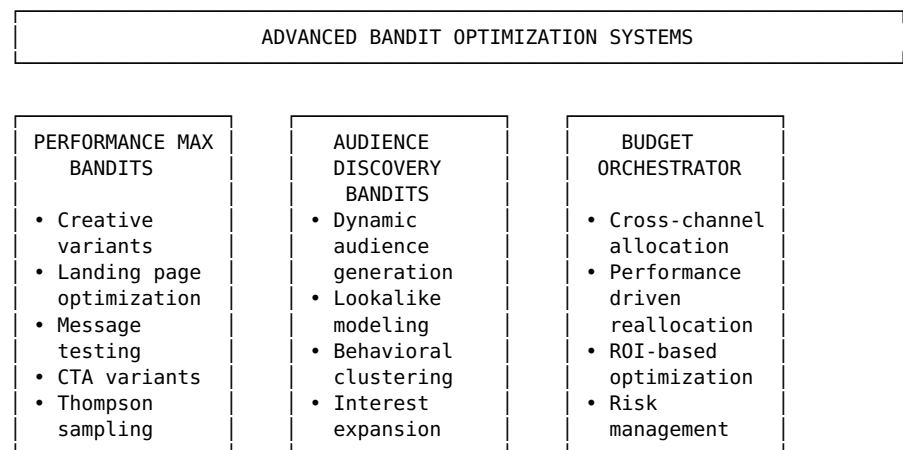 ADVANCED BANDIT OPTIMIZATION SYSTEMS
PERFORMANCE MAX
BANDITS
• Creative
variants
• Landing page
optimization
• Message
testing
• CTA variants
• Thompson
sampling
AUDIENCE
DISCOVERY
BANDITS
• Dynamic
audience
generation
• Lookalike
modeling
• Behavioral
clustering
• Interest
expansion
BUDGET
ORCHESTRATOR
• Cross-channel
allocation
• Performance
driven
reallocation
• ROI-based
optimization
• Risk
management